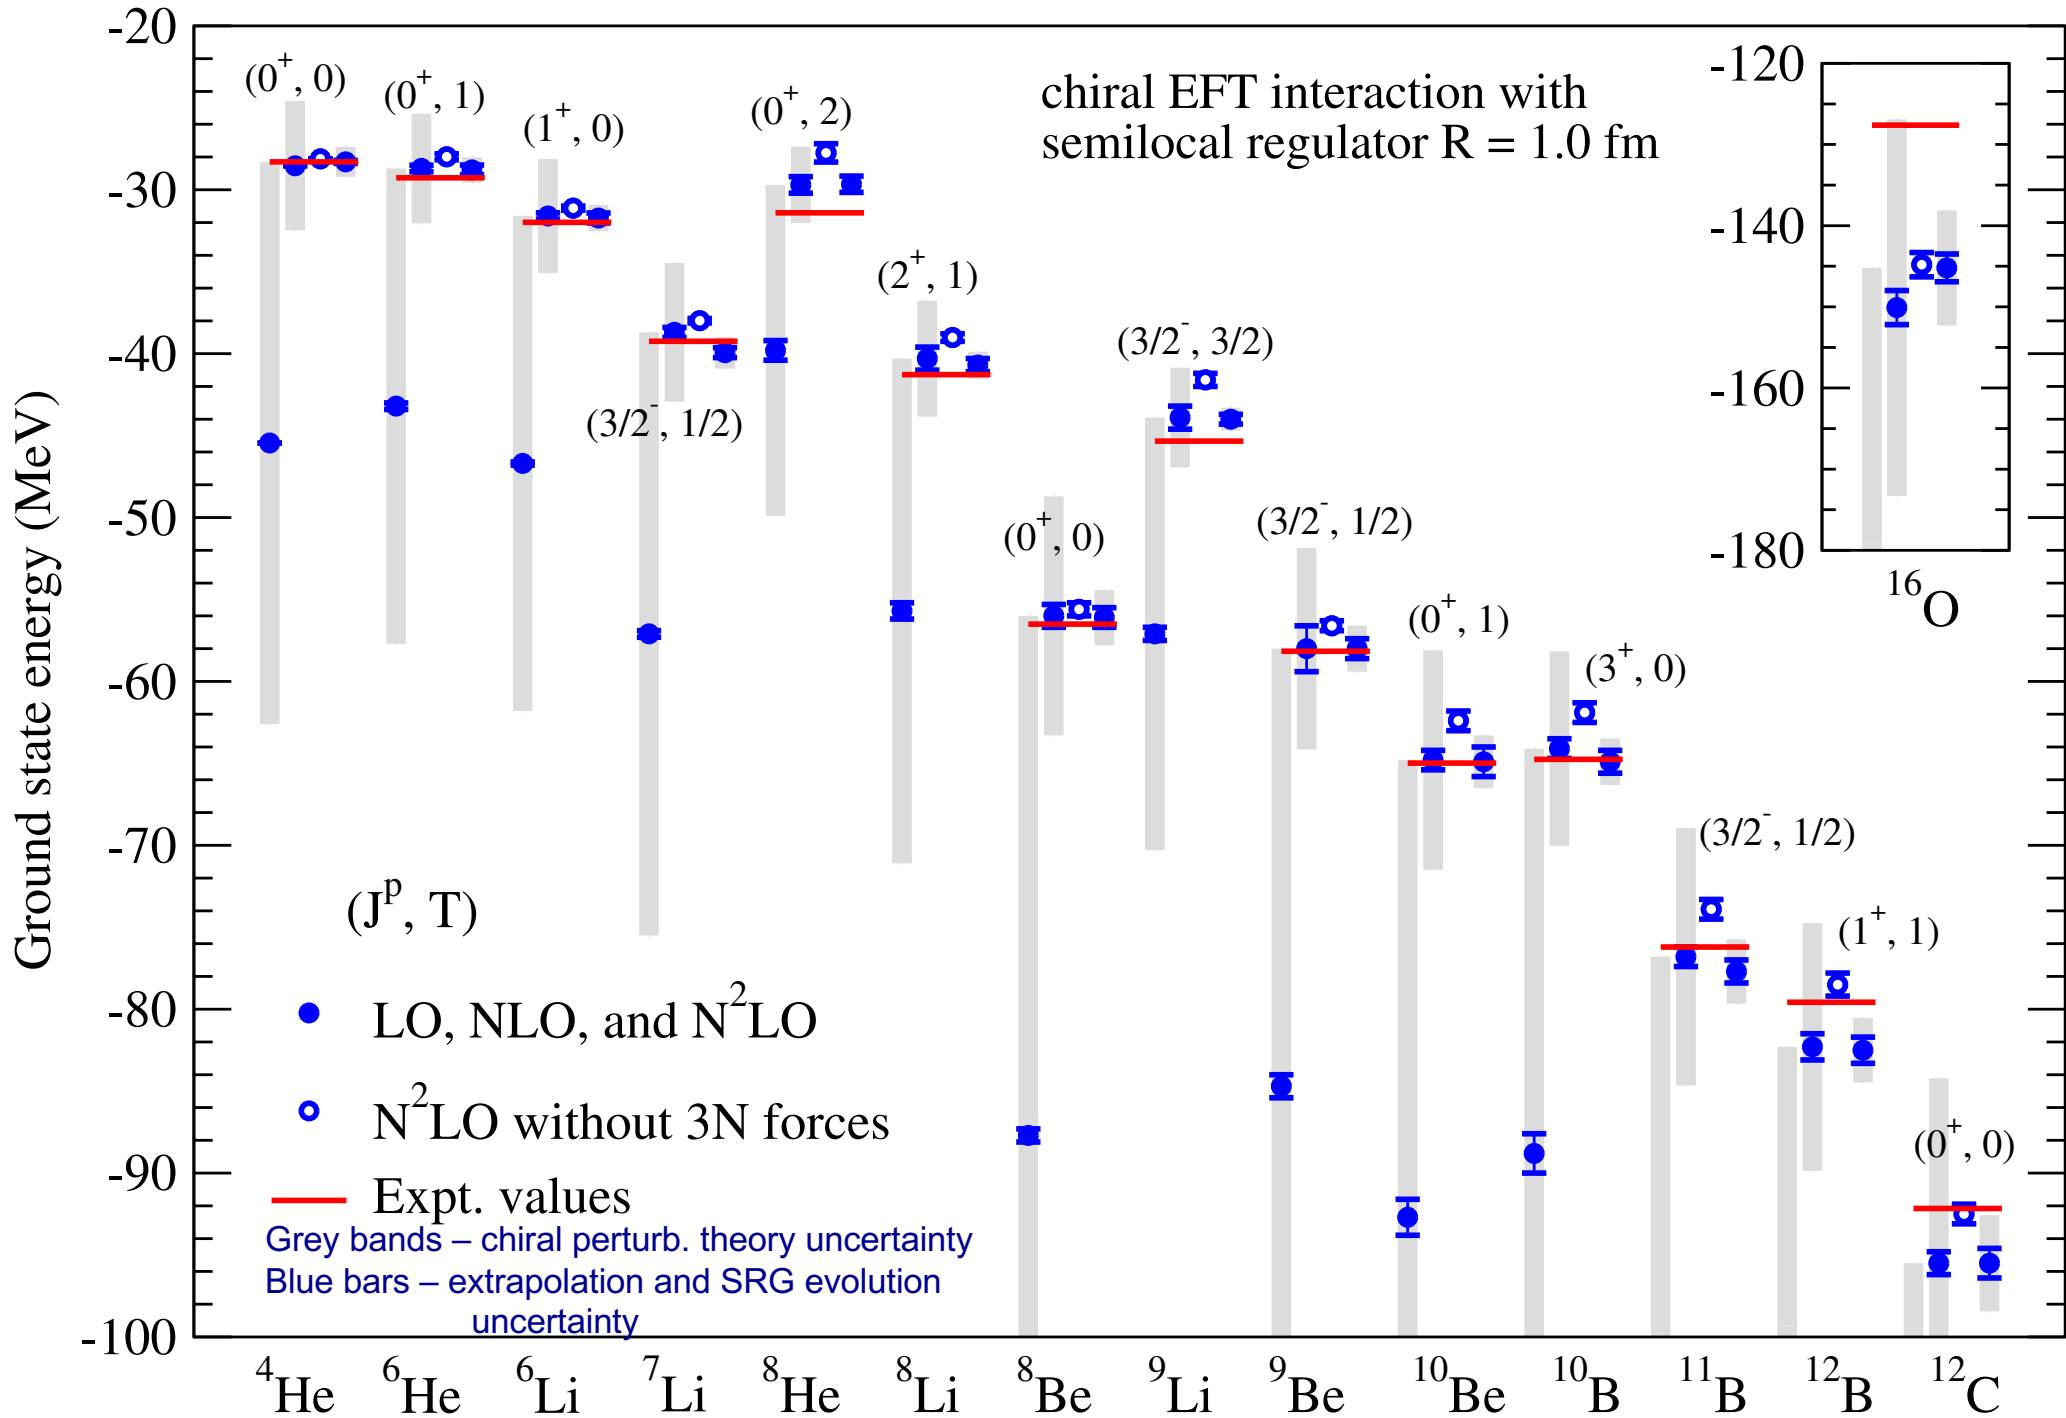 Ground state energy (MeV)
-20
-30
-40
-50
-60
-70
-80
-90
-100
(0⁺, 0)
(0⁺, 1)
(1⁺, 0)
(3/2⁻, 1/2)
(0⁺, 2)
(2⁺, 1)
(0⁺, 0)
(3/2⁻, 3/2)
(3/2⁻, 1/2)
(0⁺, 1)
(3⁺, 0)
(3/2⁻, 1/2)
(1⁺, 1)
(0⁺, 0)
chiral EFT interaction with
semilocal regulator R = 1.0 fm
-120
-140
-160
-180
¹⁶O
(Jᵖ, T)
LO, NLO, and N²LO
N²LO without 3N forces
Expt. values
Grey bands – chiral perturb. theory uncertainty
Blue bars – extrapolation and SRG evolution
uncertainty
⁴He ⁶He ⁶Li ⁷Li ⁸He ⁸Li ⁸Be ⁹Li ⁹Be ¹⁰Be ¹⁰B ¹¹B ¹²B ¹²C